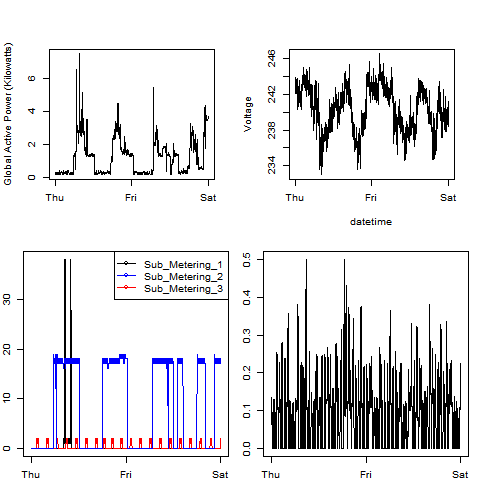 Global Active Power (Kilowatts)
0 2 4 6
Thu Fri Sat
Voltage
234 238 242 246
Thu Fri Sat
datetime
Sub_Metering_1
Sub_Metering_2
Sub_Metering_3
0 10 20 30
Thu Fri Sat
0.0 0.1 0.2 0.3 0.4 0.5
Thu Fri Sat